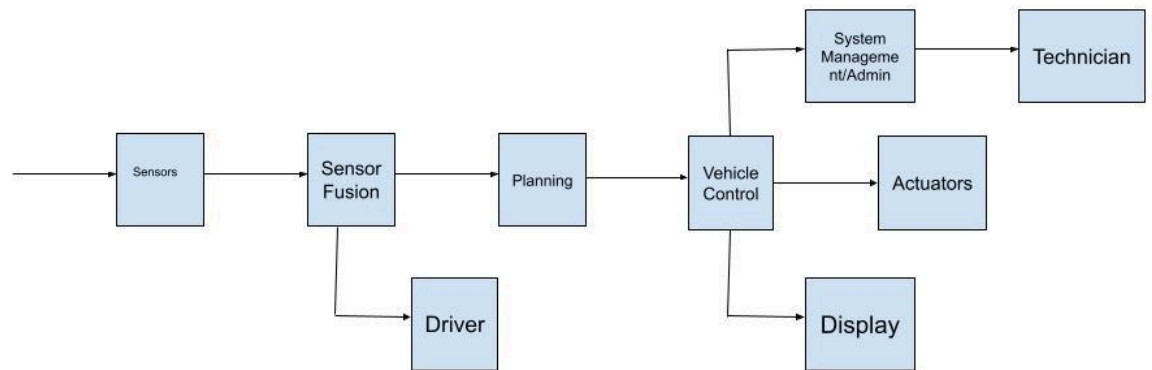 System
Manageme
nt/Admin
Technician
Sensors
Sensor
Fusion
Planning
Vehicle
Control
Actuators
Driver
Display